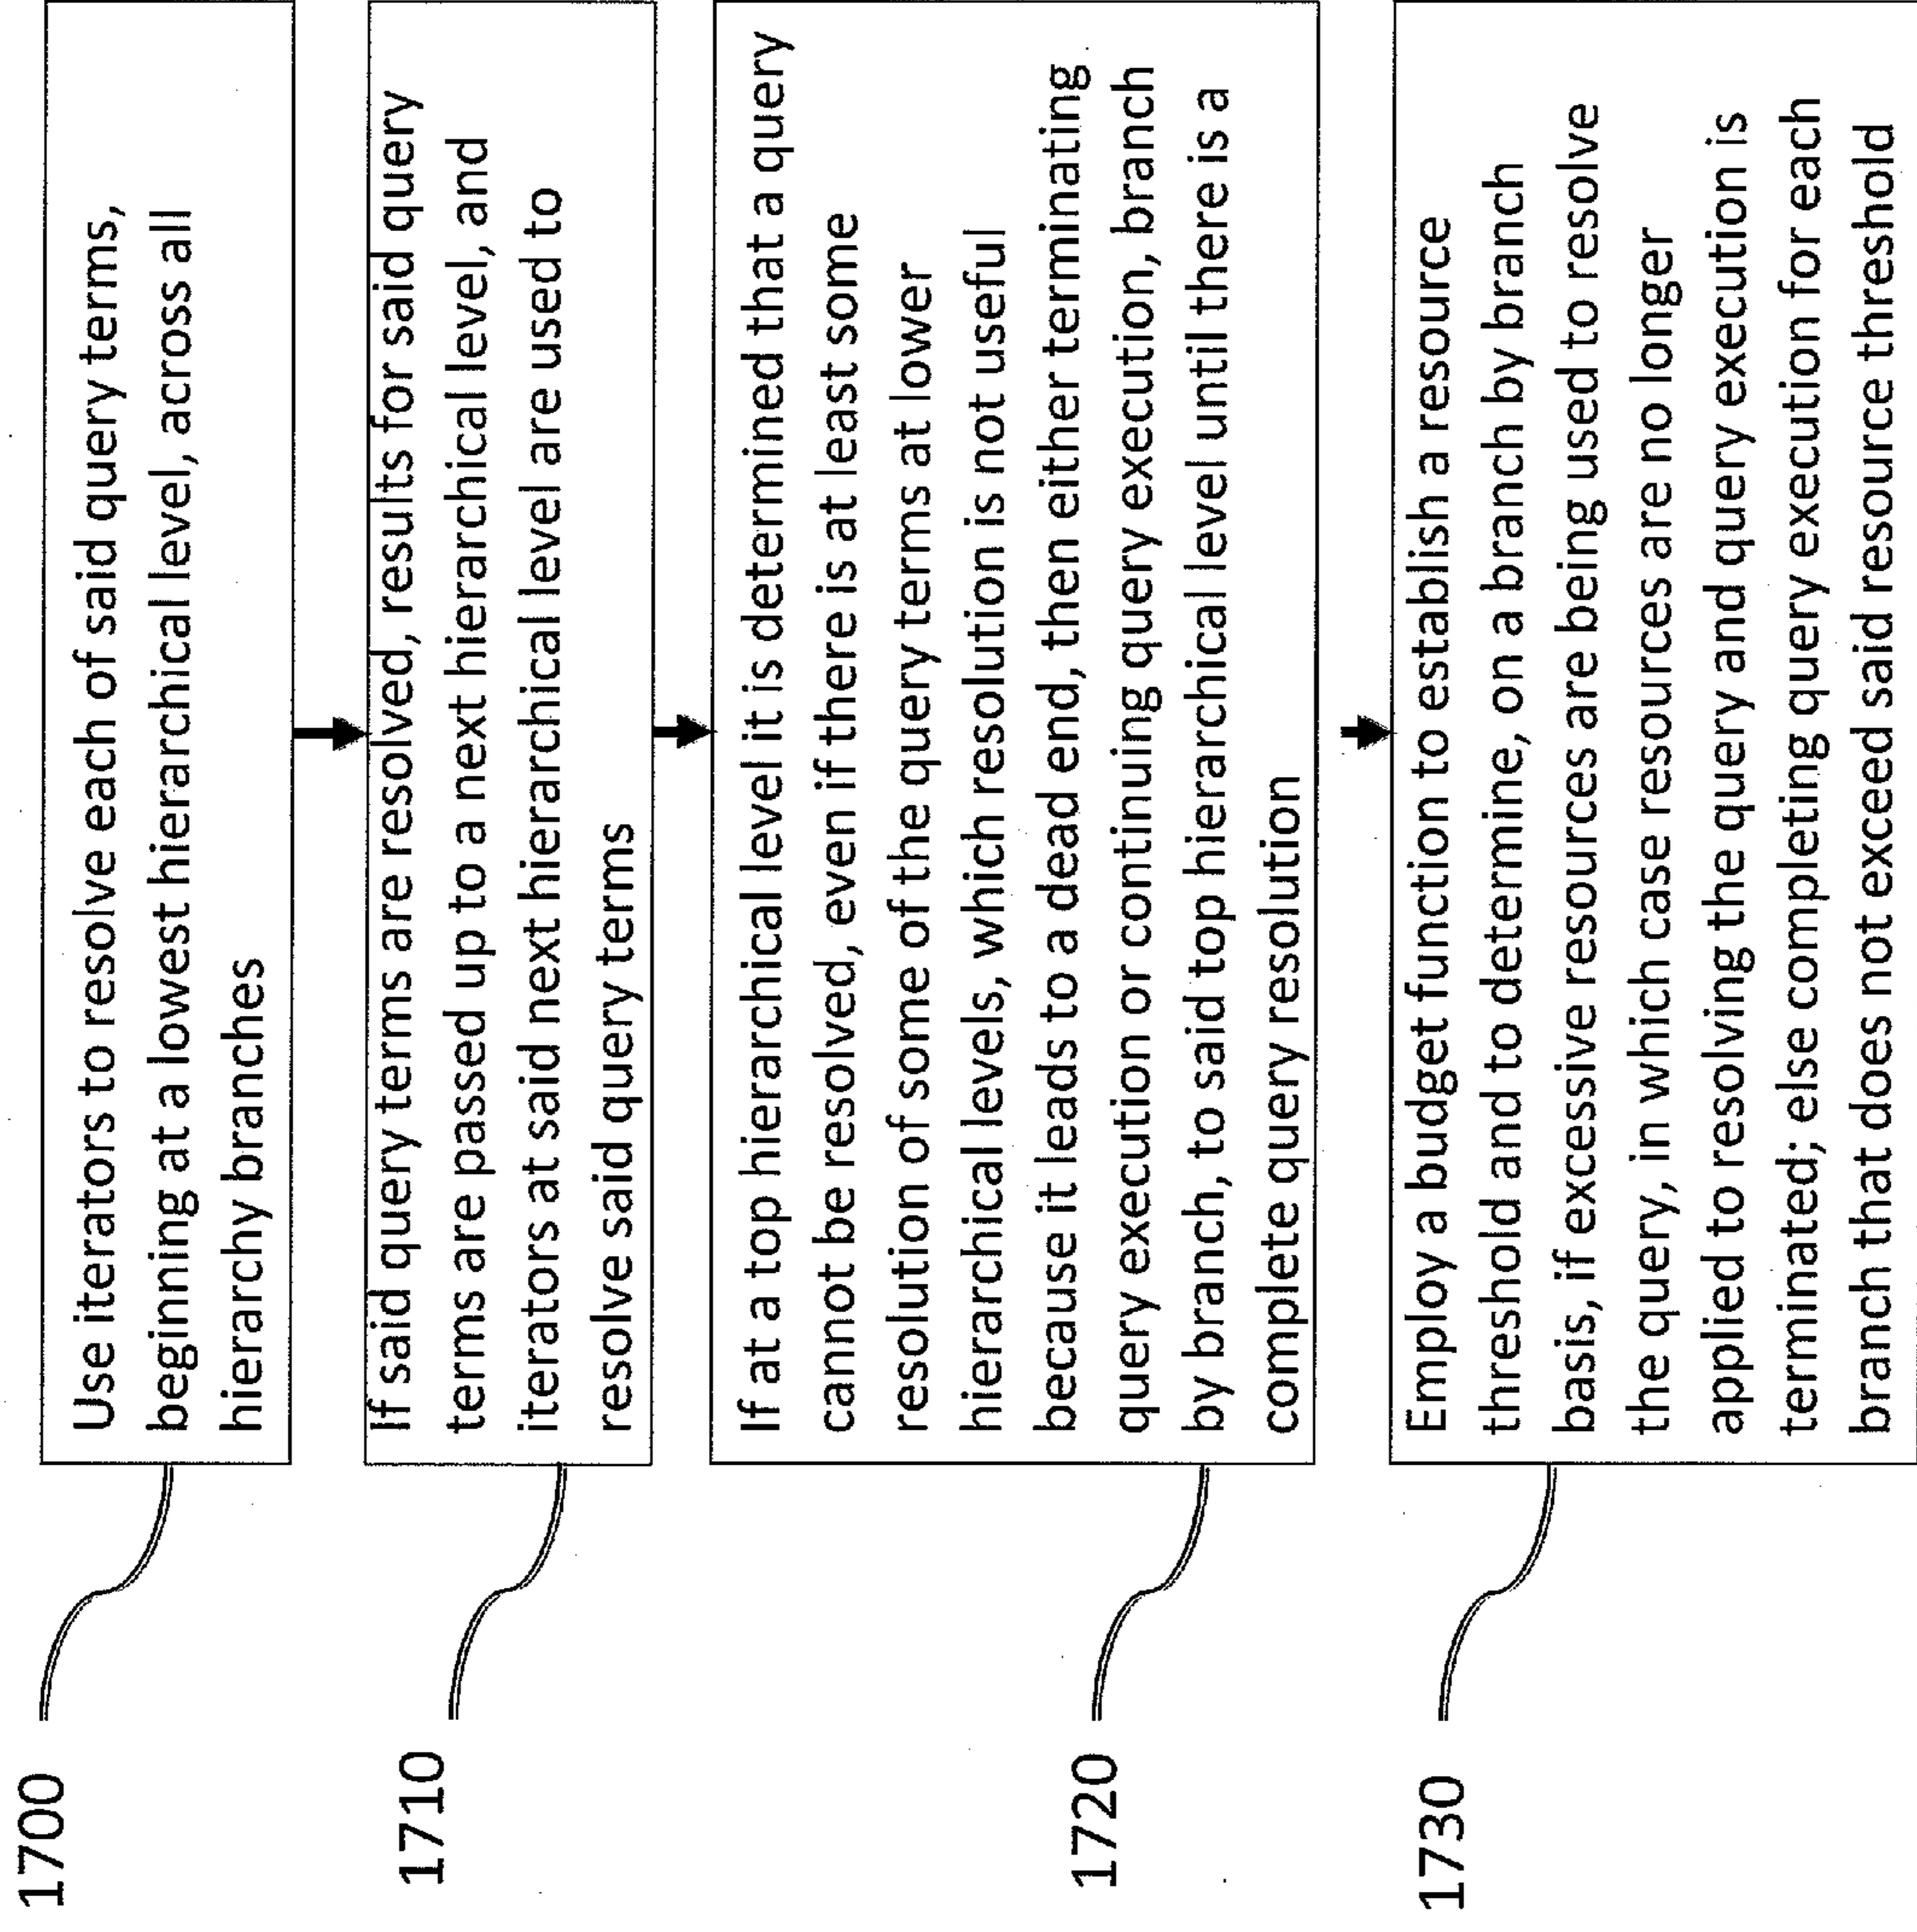 1700
Use iterators to resolve each of said query terms,
beginning at a lowest hierarchical level, across all
hierarchy branches
1710
If said query terms are resolved, results for said query
terms are passed up to a next hierarchical level, and
iterators at said next hierarchical level are used to
resolve said query terms
1720
If at a top hierarchical level it is determined that a query
cannot be resolved, even if there is at least some
resolution of some of the query terms at lower
hierarchical levels, which resolution is not useful
because it leads to a dead end, then either terminating
query execution or continuing query execution, branch
by branch, to said top hierarchical level until there is a
complete query resolution
1730
Employ a budget function to establish a resource
threshold and to determine, on a branch by branch
basis, if excessive resources are being used to resolve
the query, in which case resources are no longer
applied to resolving the query and query execution is
terminated; else completing query execution for each
branch that does not exceed said resource threshold